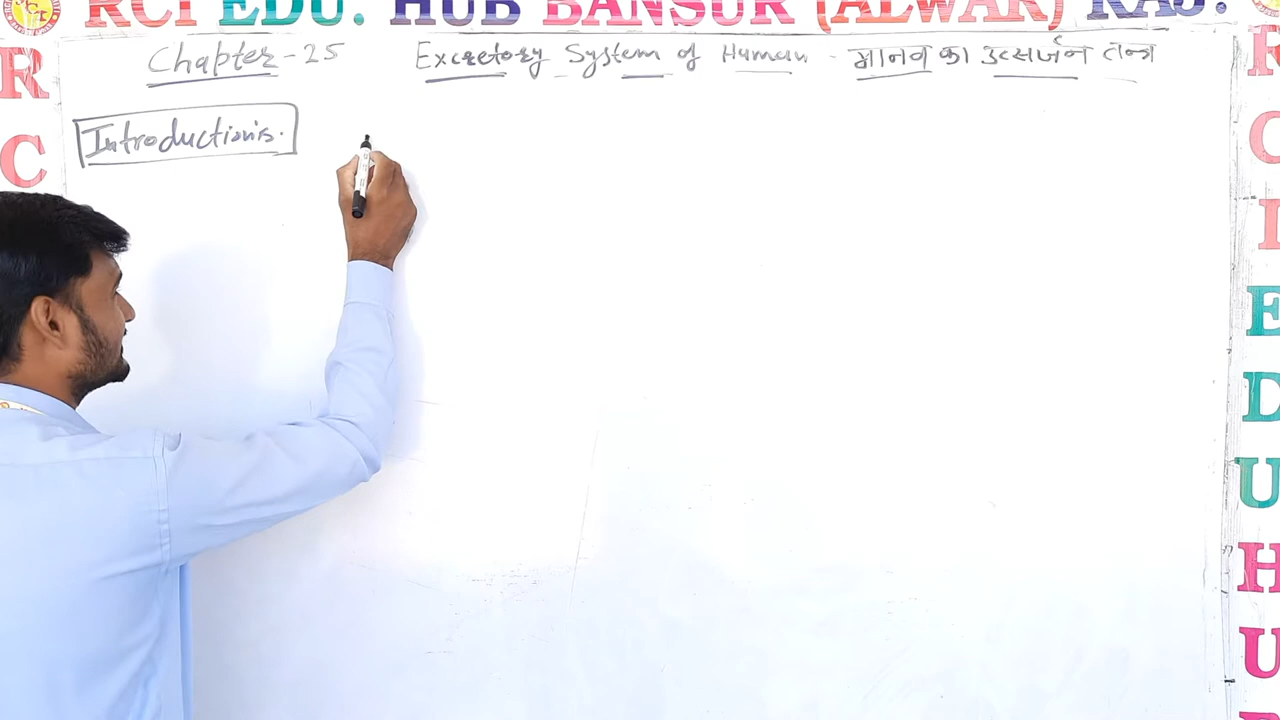 RCI EDU. HUB BANSUR (ALWAR) RAJ.
Chapter - 25 Excretory System of Human - मानव का उत्सर्जन तन्त्र
Introduction:-
R
C
R
C
I
E
D
U
H
U